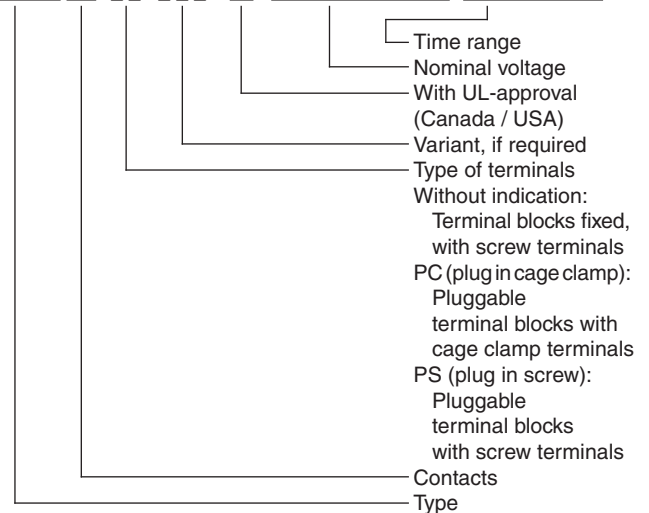 Time range
Nominal voltage
With UL-approval
(Canada / USA)
Variant, if required
Type of terminals
Without indication:
Terminal blocks fixed,
with screw terminals
PC (plug in cage clamp):
Pluggable
terminal blocks with
cage clamp terminals
PS (plug in screw):
Pluggable
terminal blocks
with screw terminals
Contacts
Type